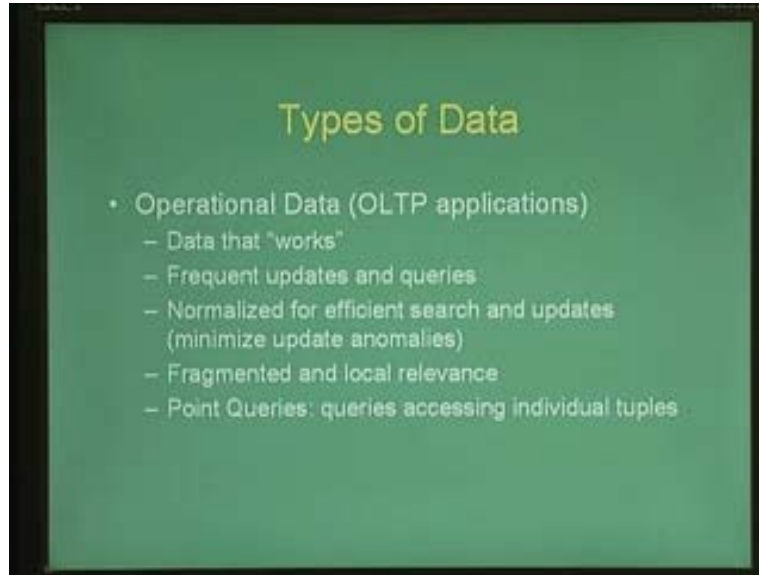 Types of Data
• Operational Data (OLTP applications)
– Data that "works"
– Frequent updates and queries
– Normalized for efficient search and updates
(minimize update anomalies)
– Fragmented and local relevance
– Point Queries: queries accessing individual tuples